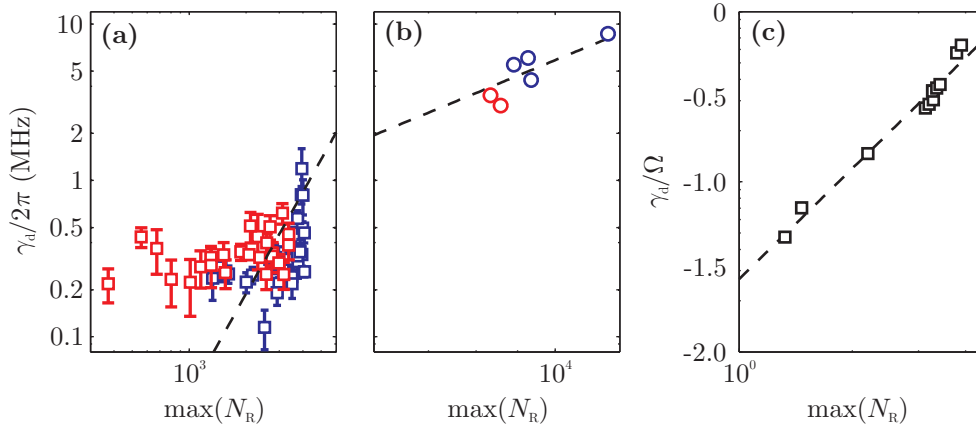 (a)
(b)
(c)
γd/2π (MHz)
10
5
2
1
0.5
0.2
0.1
10³
max(NR)
10⁴
max(NR)
γd/Ω
-0
-0.5
-1.0
-1.5
-2.0
10⁰
max(NR)